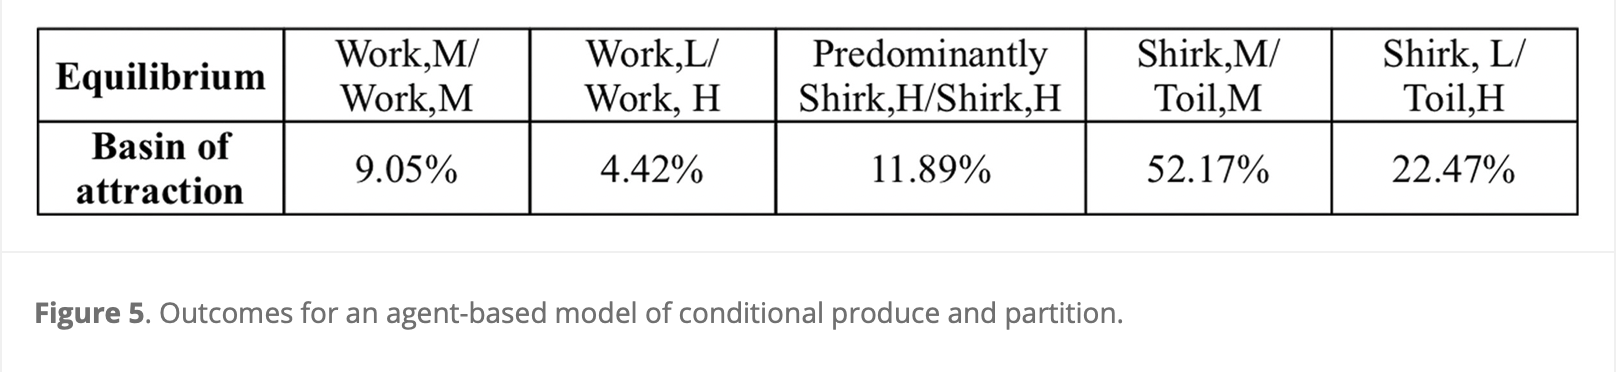 Equilibrium
Work,M/
Work,M
Work,L/
Work, H
Predominantly
Shirk,H/Shirk,H
Shirk,M/
Toil,M
Shirk, L/
Toil,H
Basin of
attraction
9.05%
4.42%
11.89%
52.17%
22.47%
Figure 5. Outcomes for an agent-based model of conditional produce and partition.